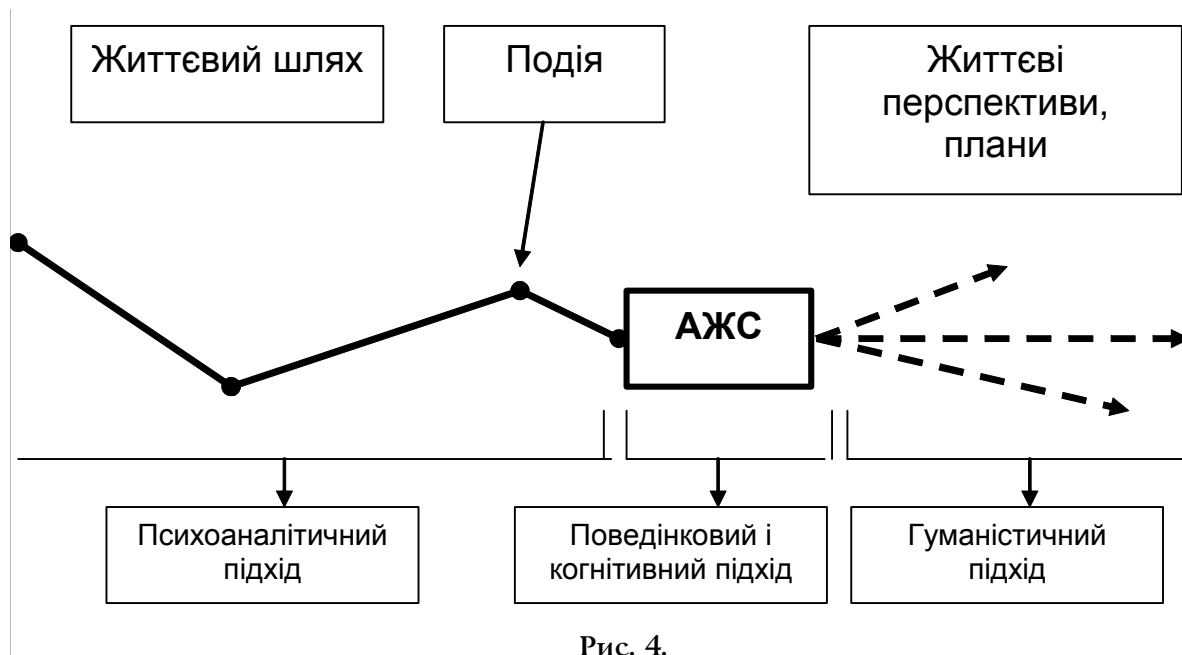 Життєвий шлях
Подія
Життєві
перспективи,
плани
АЖС
Психоаналітичний
підхід
Поведінковий і
когнітивний підхід
Гуманістичний
підхід
Рис. 4.